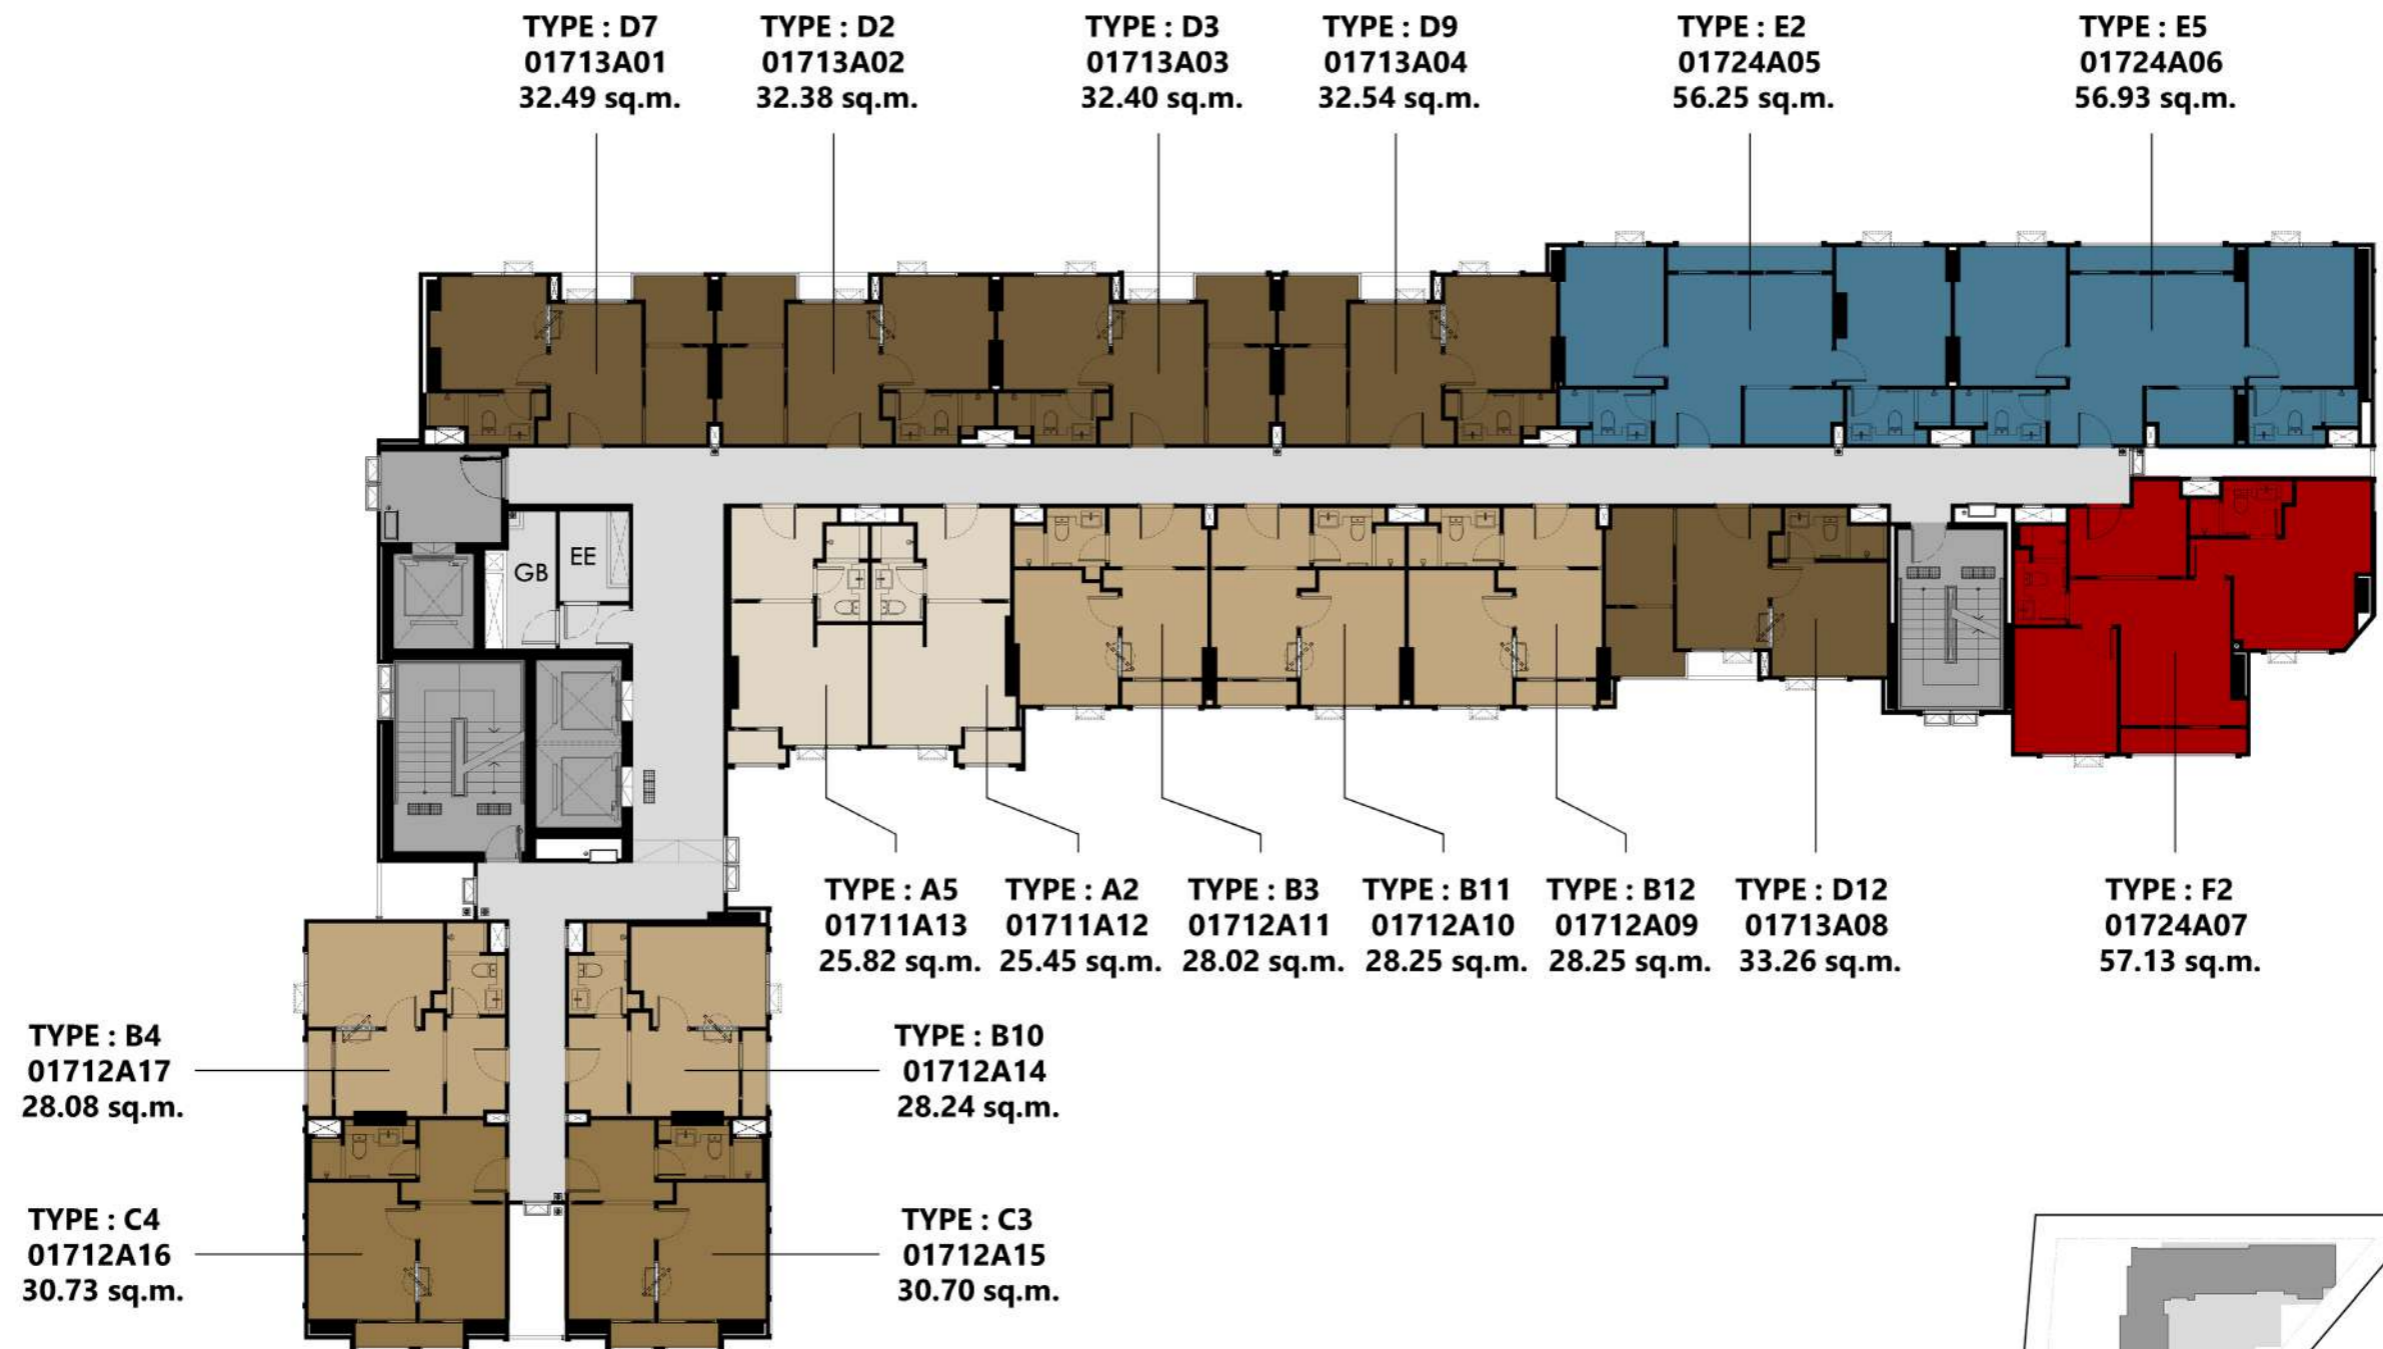 TYPE : D7
01713A01
32.49 sq.m.
TYPE : D2
01713A02
32.38 sq.m.
TYPE : D3
01713A03
32.40 sq.m.
TYPE : D9
01713A04
32.54 sq.m.
TYPE : E2
01724A05
56.25 sq.m.
TYPE : E5
01724A06
56.93 sq.m.
GB
EE
TYPE : A5
01711A13
25.82 sq.m.
TYPE : A2
01711A12
25.45 sq.m.
TYPE : B3
01712A11
28.02 sq.m.
TYPE : B11
01712A10
28.25 sq.m.
TYPE : B12
01712A09
28.25 sq.m.
TYPE : D12
01713A08
33.26 sq.m.
TYPE : F2
01724A07
57.13 sq.m.
TYPE : B4
01712A17
28.08 sq.m.
TYPE : B10
01712A14
28.24 sq.m.
TYPE : C4
01712A16
30.73 sq.m.
TYPE : C3
01712A15
30.70 sq.m.